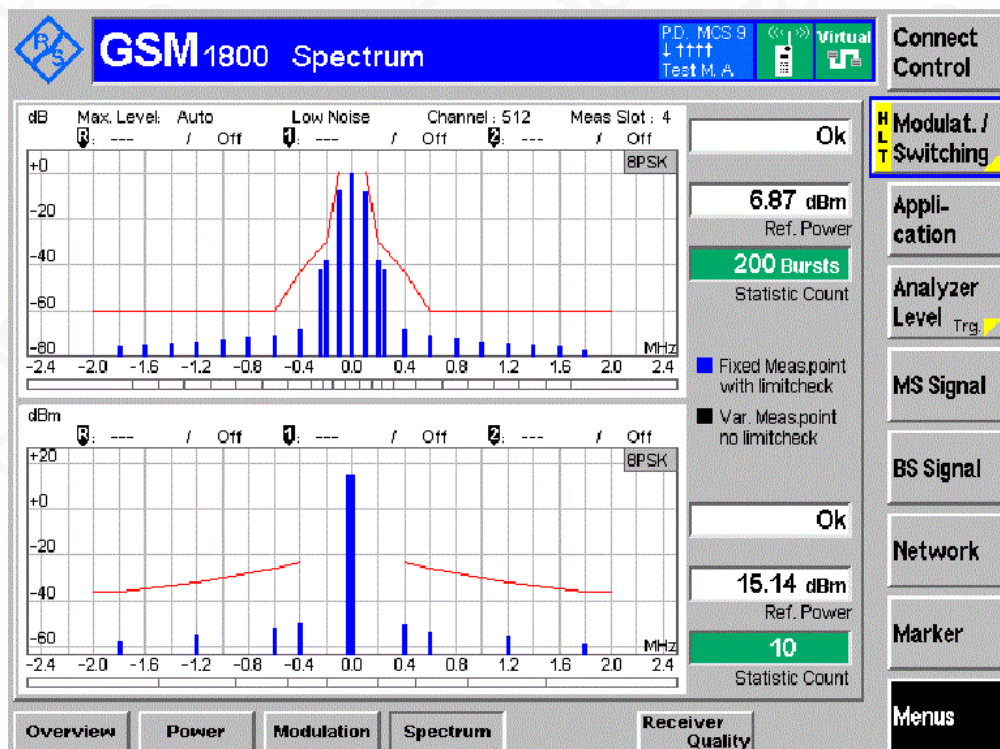 R/S
GSM 1800 Spectrum
P.D. MCS 9
↓ ↑↑↑↑
Test M. A.
Virtual
Connect
Control
dB Max. Level: Auto Low Noise Channel : 512 Meas Slot : 4
R : --- / Off 1 : --- / Off 2 : --- / Off
8PSK
+0
-20
-40
-60
-80
MHz
-2.4 -2.0 -1.6 -1.2 -0.8 -0.4 0.0 0.4 0.8 1.2 1.6 2.0 2.4
Ok
6.87 dBm
Ref. Power
200 Bursts
Statistic Count
Fixed Meas.point
with limitcheck
Var. Meas.point
no limitcheck
dBm
R : --- / Off 1 : --- / Off 2 : --- / Off
8PSK
+20
+0
-20
-40
-60
MHz
-2.4 -2.0 -1.6 -1.2 -0.8 -0.4 0.0 0.4 0.8 1.2 1.6 2.0 2.4
Ok
15.14 dBm
Ref. Power
10
Statistic Count
HLT
Modulat. /
Switching
Appli-
cation
Analyzer
Level Trg.
MS Signal
BS Signal
Network
Marker
Menus
Overview
Power
Modulation
Spectrum
Receiver
Quality